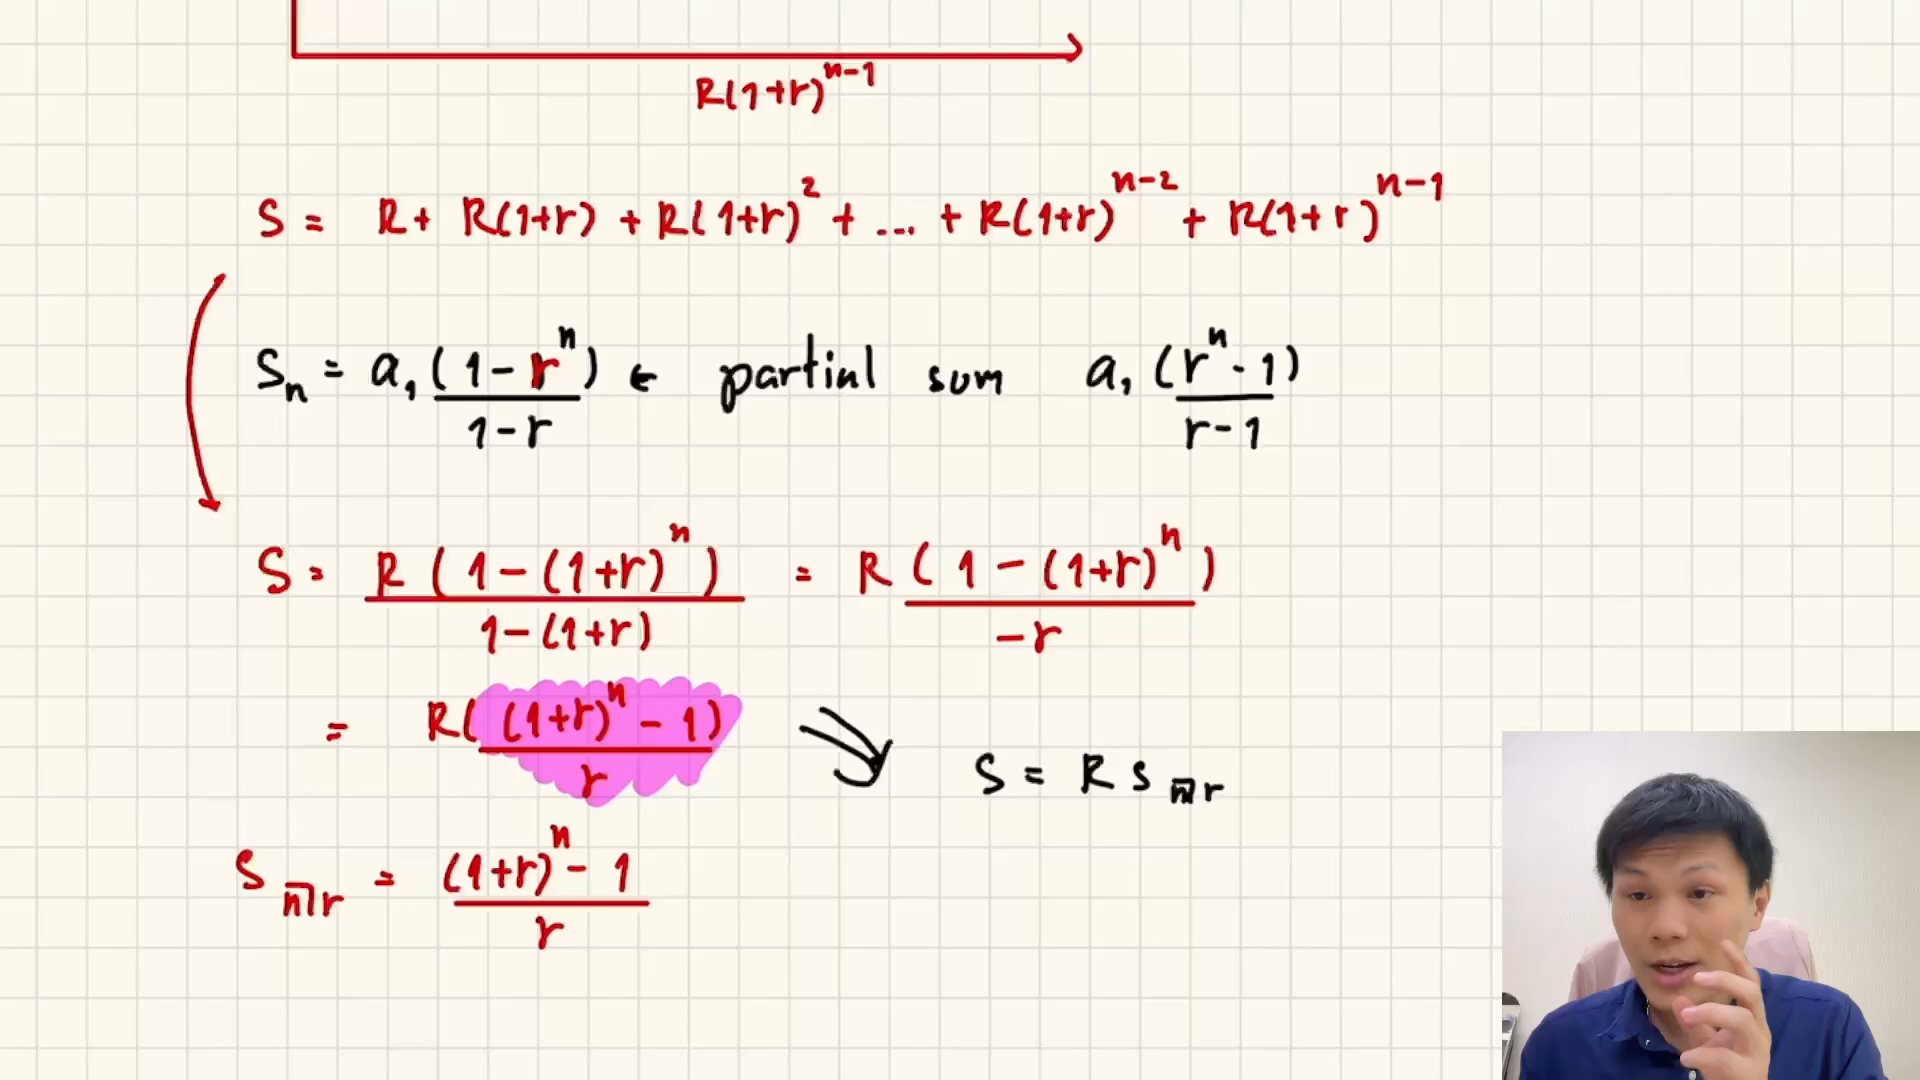 R(1+r)^{n-1}
S = R + R(1+r) + R(1+r)^2 + ... + R(1+r)^{n-2} + R(1+r)^{n-1}
S_n = a_1 (1-r^n)/(1-r) ← partial sum a_1 (r^n - 1)/(r-1)
S = R(1-(1+r)^n)/(1-(1+r)) = R(1-(1+r)^n)/(-r)
= R((1+r)^n - 1)/r
S = R s_{n̅|r}
s_{n̅|r} = ((1+r)^n - 1)/r